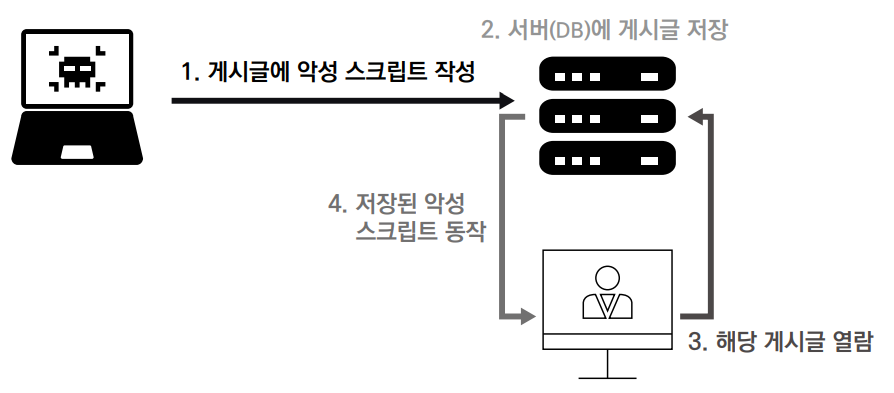 2. 서버(DB)에 게시글 저장
1. 게시글에 악성 스크립트 작성
4. 저장된 악성
스크립트 동작
3. 해당 게시글 열람